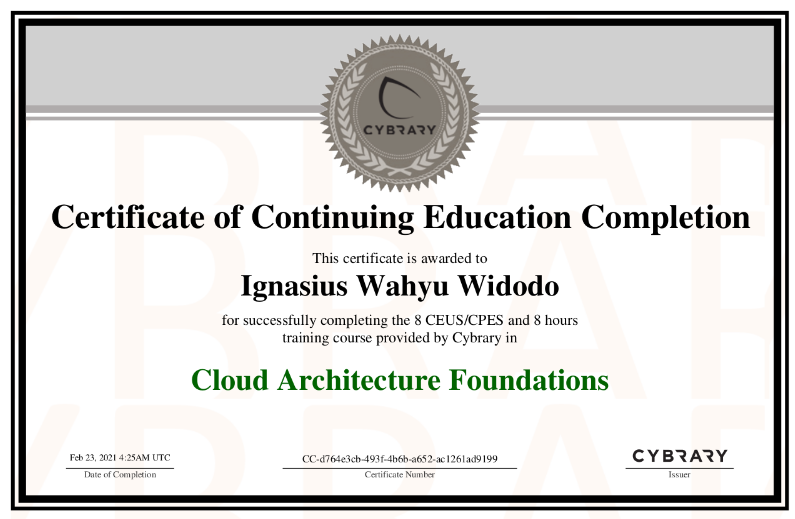 CYBRARY
Certificate of Continuing Education Completion
This certificate is awarded to
Ignasius Wahyu Widodo
for successfully completing the 8 CEUS/CPES and 8 hours
training course provided by Cybrary in
Cloud Architecture Foundations
Feb 23, 2021 4:25AM UTC
Date of Completion
CC-d764e3cb-493f-4b6b-a652-ac1261ad9199
Certificate Number
CYBRARY
Issuer